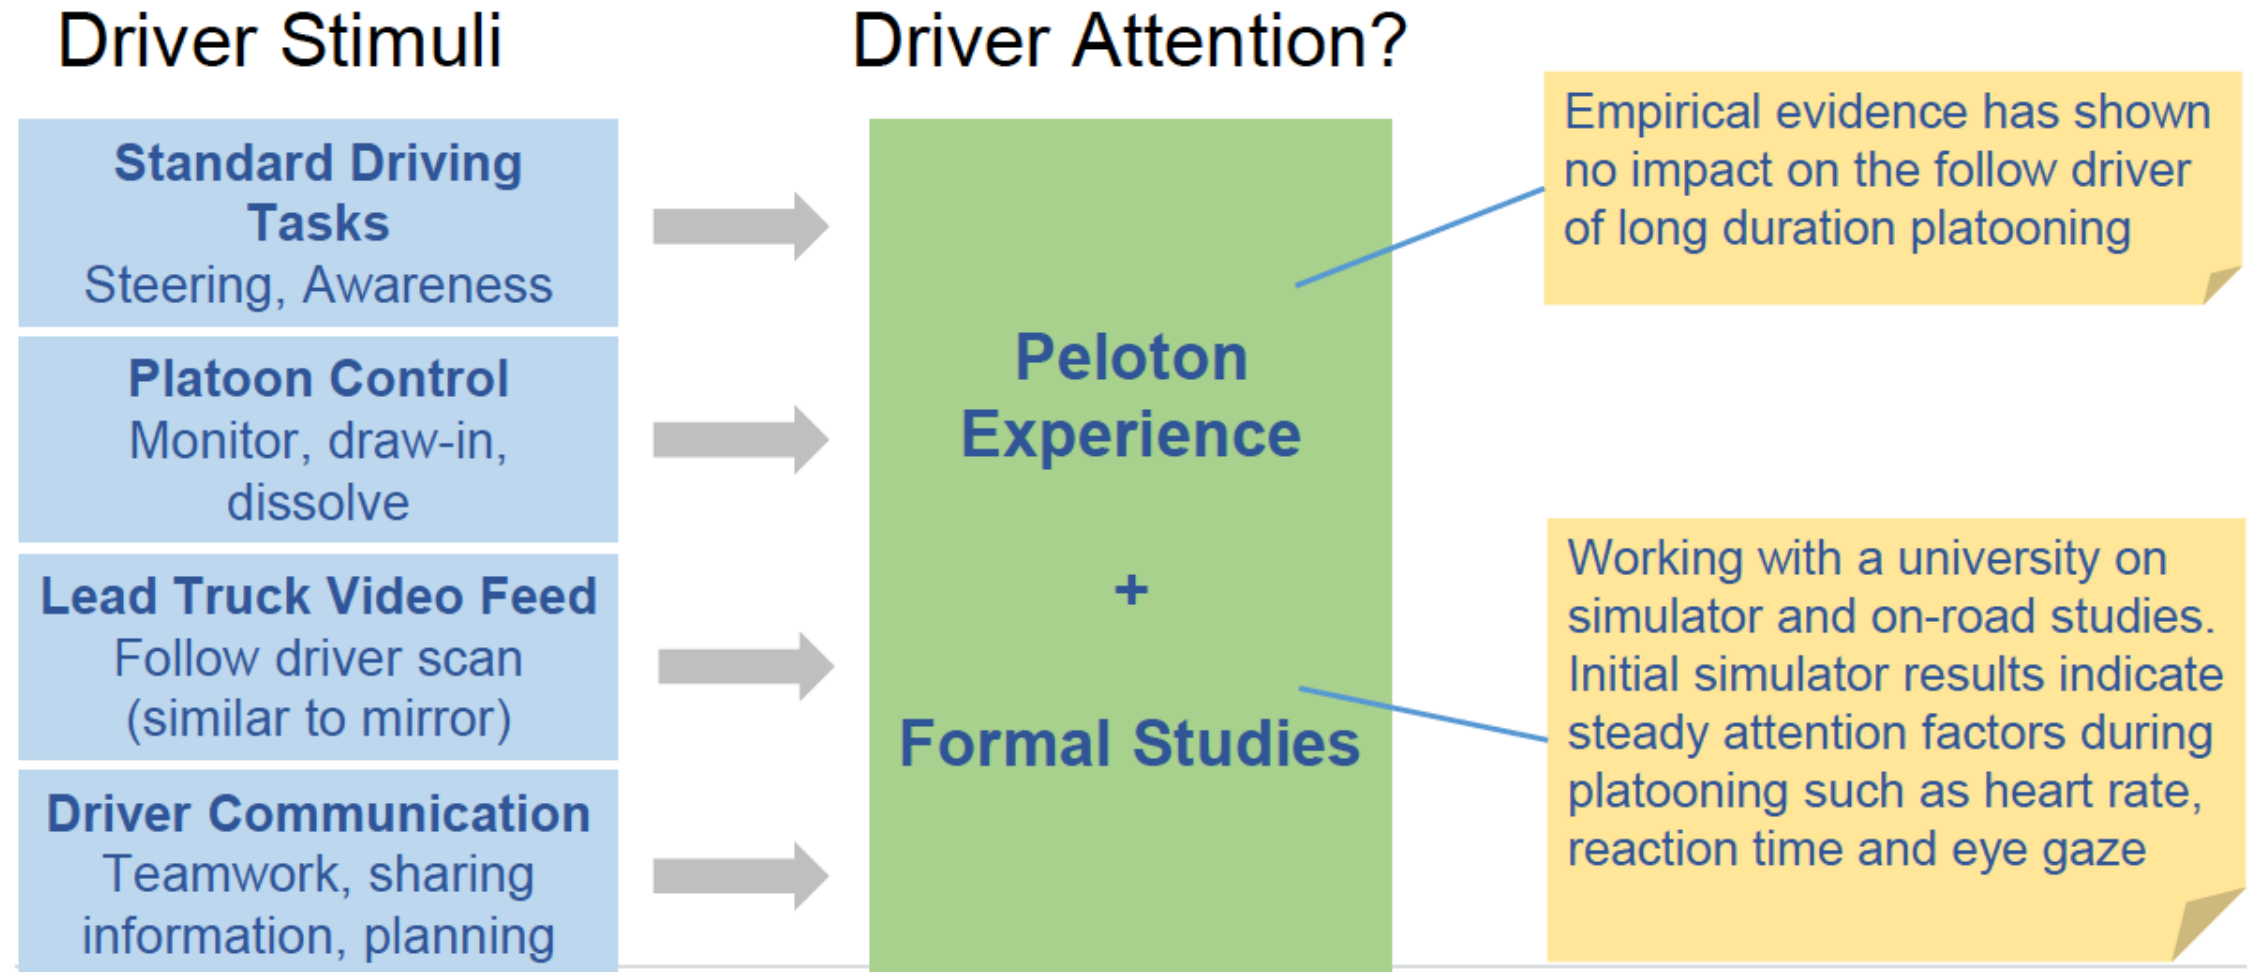 Driver Stimuli
Driver Attention?
Standard Driving
Tasks
Steering, Awareness
Platoon Control
Monitor, draw-in,
dissolve
Lead Truck Video Feed
Follow driver scan
(similar to mirror)
Driver Communication
Teamwork, sharing
information, planning
Peloton
Experience
+
Formal Studies
Empirical evidence has shown
no impact on the follow driver
of long duration platooning
Working with a university on
simulator and on-road studies.
Initial simulator results indicate
steady attention factors during
platooning such as heart rate,
reaction time and eye gaze